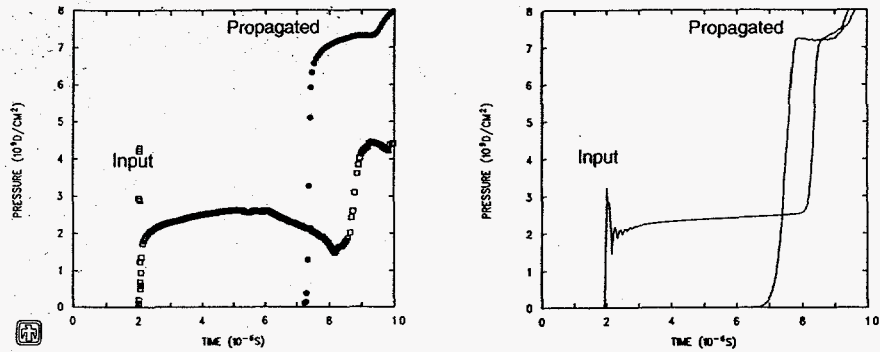 8
Propagated
7
6
5
4
Input
3
2
1
0
0 2 4 6 8 10
PRESSURE (10⁹D/CM²)
TIME (10⁻⁶S)
8
Propagated
7
6
5
4
Input
3
2
1
0
0 2 4 6 8 10
PRESSURE (10⁹D/CM²)
TIME (10⁻⁶S)